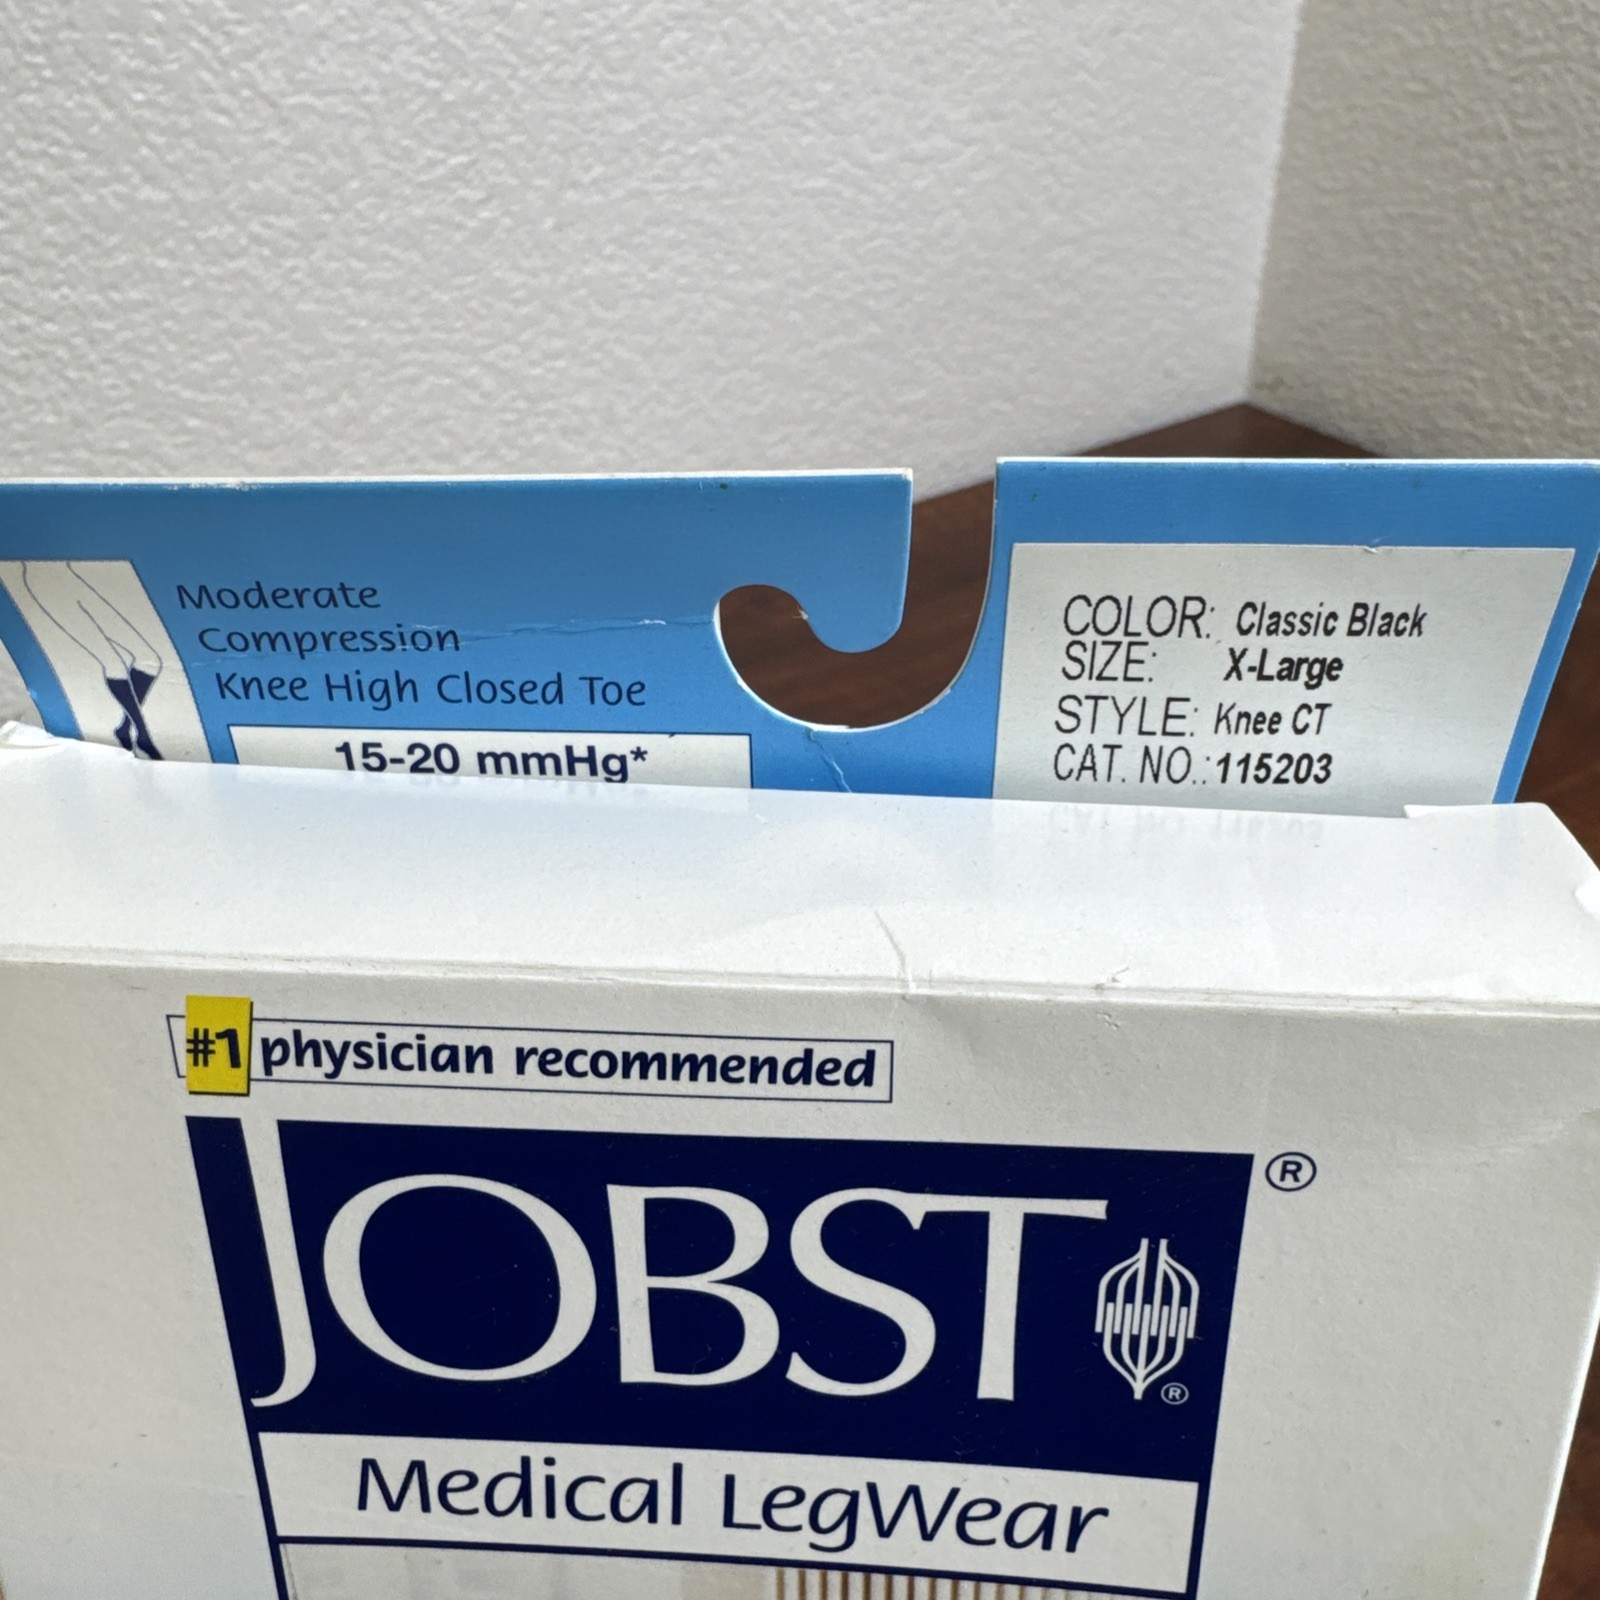 Moderate
Compression
Knee High Closed Toe
15-20 mmHg*
COLOR: Classic Black
SIZE: X-Large
STYLE: Knee CT
CAT. NO.: 115203
#1 physician recommended
JOBST®
®
Medical LegWear